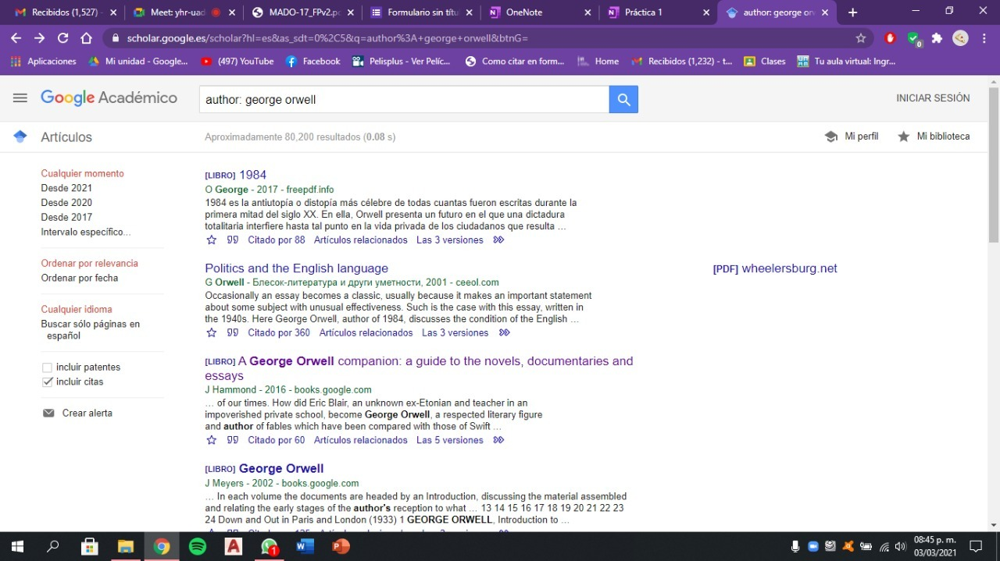 Recibidos (1,527)
Meet: yhr-uad
MADO-17_FPv2.p
Formulario sin títu
OneNote
Práctica 1
author: george or
scholar.google.es/scholar?hl=es&as_sdt=0%2C5&q=author%3A+george+orwell&btnG=
Aplicaciones
Mi unidad - Google...
(497) YouTube
Facebook
Pelisplus - Ver Pelíc...
Como citar en form...
Home
Recibidos (1,232) - t...
Clases
Tu aula virtual: Ingr...
Google Académico
author: george orwell
INICIAR SESIÓN
Artículos
Aproximadamente 80,200 resultados (0.08 s)
Mi perfil
Mi biblioteca
Cualquier momento
Desde 2021
Desde 2020
Desde 2017
Intervalo específico...
Ordenar por relevancia
Ordenar por fecha
Cualquier idioma
Buscar sólo páginas en
español
incluir patentes
incluir citas
Crear alerta
[LIBRO] 1984
O George - 2017 - freepdf.info
1984 es la antiutopía o distopía más célebre de todas cuantas fueron escritas durante la
primera mitad del siglo XX. En ella, Orwell presenta un futuro en el que una dictadura
totalitaria interfiere hasta tal punto en la vida privada de los ciudadanos que resulta ...
Citado por 88 Artículos relacionados Las 3 versiones
Politics and the English language
[PDF] wheelersburg.net
G Orwell - Блесок-литература и други уметности, 2001 - ceeol.com
Occasionally an essay becomes a classic, usually because it makes an important statement
about some subject with unusual effectiveness. Such is the case with this essay, written in
the 1940s. Here George Orwell, author of 1984, discusses the condition of the English ...
Citado por 360 Artículos relacionados Las 3 versiones
[LIBRO] A George Orwell companion: a guide to the novels, documentaries and
essays
J Hammond - 2016 - books.google.com
... of our times. How did Eric Blair, an unknown ex-Etonian and teacher in an
impoverished private school, become George Orwell, a respected literary figure
and author of fables which have been compared with those of Swift ...
Citado por 60 Artículos relacionados Las 5 versiones
[LIBRO] George Orwell
J Meyers - 2002 - books.google.com
... In each volume the documents are headed by an Introduction, discussing the material assembled
and relating the early stages of the author's reception to what ... 13 14 15 16 17 18 19 20 21 22 23
24 Down and Out in Paris and London (1933) 1 GEORGE ORWELL, Introduction to ...
08:45 p. m.
03/03/2021